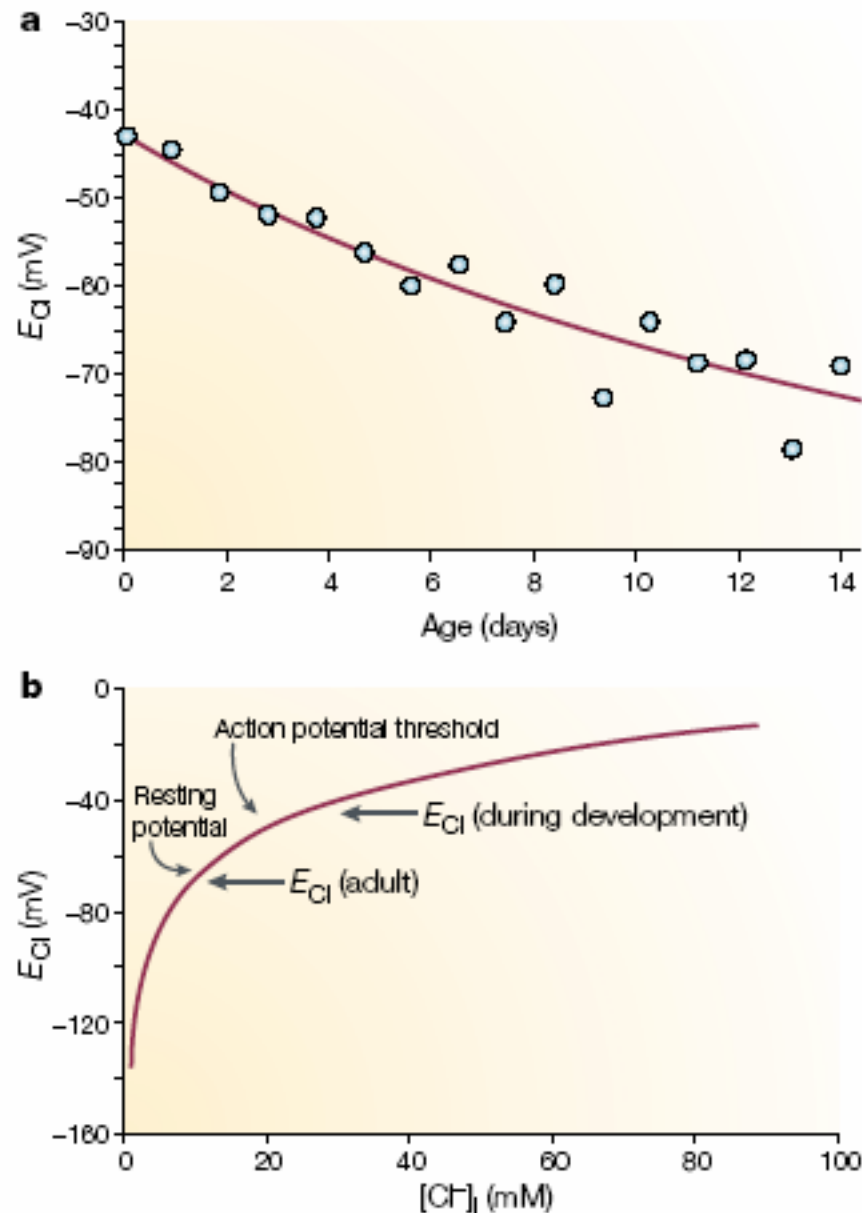 a
–30
–40
–50
–60
–70
–80
–90
E_Cl (mV)
0 2 4 6 8 10 12 14
Age (days)
b
0
–40
–80
–120
–160
E_Cl (mV)
Action potential threshold
Resting
potential
E_Cl (during development)
E_Cl (adult)
0 20 40 60 80 100
[Cl–]_i (mM)